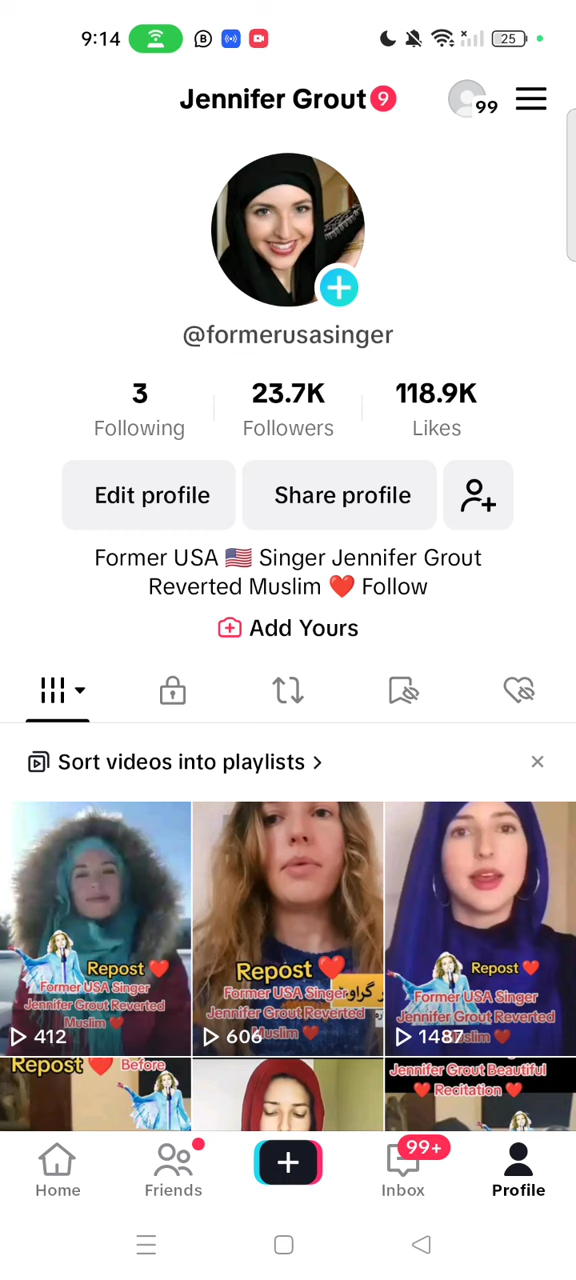 9:14
25
Jennifer Grout 9
99
@formerusasinger
3 23.7K 118.9K
Following Followers Likes
Edit profile Share profile
Former USA 🇺🇸 Singer Jennifer Grout
Reverted Muslim ❤️ Follow
Add Yours
Sort videos into playlists >
Repost ❤️
Former USA Singer
Jennifer Grout Reverted
Muslim ❤️
412
Repost ❤️
Former USA Singer
Jennifer Grout Reverted
Muslim ❤️
606
Repost ❤️
Former USA Singer
Jennifer Grout Reverted
Muslim ❤️
1487
Repost ❤️ Before
Jennifer Grout Beautiful
❤️ Recitation ❤️
99+
Home Friends Inbox Profile